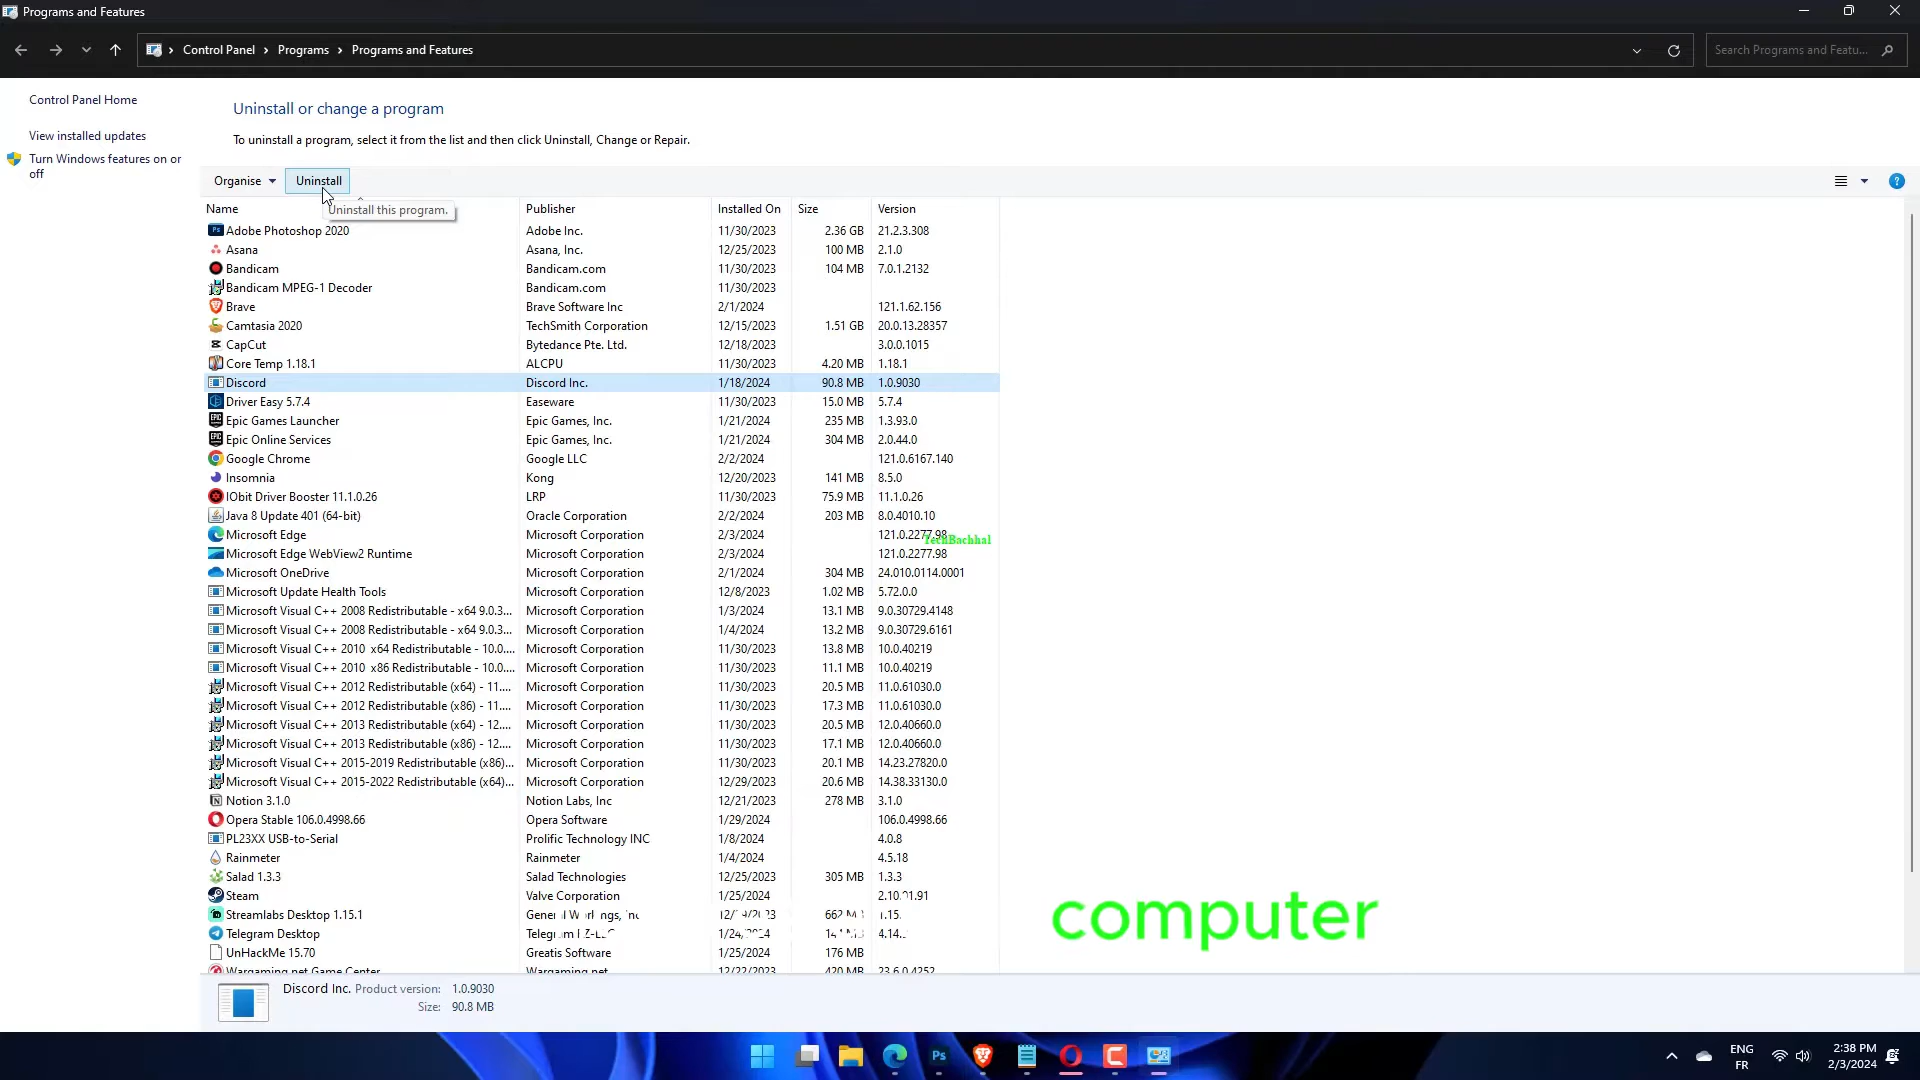 Programs and Features
Control Panel > Programs > Programs and Features
Search Programs and Featu...
Control Panel Home
View installed updates
Turn Windows features on or
off
Uninstall or change a program
To uninstall a program, select it from the list and then click Uninstall, Change or Repair.
Organise Uninstall
Uninstall this program.
Name Publisher Installed On Size Version
Adobe Photoshop 2020 Adobe Inc. 11/30/2023 2.36 GB 21.2.3.308
Asana Asana, Inc. 12/25/2023 100 MB 2.1.0
Bandicam Bandicam.com 11/30/2023 104 MB 7.0.1.2132
Bandicam MPEG-1 Decoder Bandicam.com 11/30/2023
Brave Brave Software Inc 2/1/2024 121.1.62.156
Camtasia 2020 TechSmith Corporation 12/15/2023 1.51 GB 20.0.13.28357
CapCut Bytedance Pte. Ltd. 12/18/2023 3.0.0.1015
Core Temp 1.18.1 ALCPU 11/30/2023 4.20 MB 1.18.1
Discord Discord Inc. 1/18/2024 90.8 MB 1.0.9030
Driver Easy 5.7.4 Easeware 11/30/2023 15.0 MB 5.7.4
Epic Games Launcher Epic Games, Inc. 1/21/2024 235 MB 1.3.93.0
Epic Online Services Epic Games, Inc. 1/21/2024 304 MB 2.0.44.0
Google Chrome Google LLC 2/2/2024 121.0.6167.140
Insomnia Kong 12/20/2023 141 MB 8.5.0
IObit Driver Booster 11.1.0.26 LRP 11/30/2023 75.9 MB 11.1.0.26
Java 8 Update 401 (64-bit) Oracle Corporation 2/2/2024 203 MB 8.0.4010.10
Microsoft Edge Microsoft Corporation 2/3/2024 121.0.2277.98
TechBachhal
Microsoft Edge WebView2 Runtime Microsoft Corporation 2/3/2024 121.0.2277.98
Microsoft OneDrive Microsoft Corporation 2/1/2024 304 MB 24.010.0114.0001
Microsoft Update Health Tools Microsoft Corporation 12/8/2023 1.02 MB 5.72.0.0
Microsoft Visual C++ 2008 Redistributable - x64 9.0.3... Microsoft Corporation 1/3/2024 13.1 MB 9.0.30729.4148
Microsoft Visual C++ 2008 Redistributable - x64 9.0.3... Microsoft Corporation 1/4/2024 13.2 MB 9.0.30729.6161
Microsoft Visual C++ 2010 x64 Redistributable - 10.0.... Microsoft Corporation 11/30/2023 13.8 MB 10.0.40219
Microsoft Visual C++ 2010 x86 Redistributable - 10.0.... Microsoft Corporation 11/30/2023 11.1 MB 10.0.40219
Microsoft Visual C++ 2012 Redistributable (x64) - 11.... Microsoft Corporation 11/30/2023 20.5 MB 11.0.61030.0
Microsoft Visual C++ 2012 Redistributable (x86) - 11.... Microsoft Corporation 11/30/2023 17.3 MB 11.0.61030.0
Microsoft Visual C++ 2013 Redistributable (x64) - 12.... Microsoft Corporation 11/30/2023 20.5 MB 12.0.40660.0
Microsoft Visual C++ 2013 Redistributable (x86) - 12.... Microsoft Corporation 11/30/2023 17.1 MB 12.0.40660.0
Microsoft Visual C++ 2015-2019 Redistributable (x86)... Microsoft Corporation 11/30/2023 20.1 MB 14.23.27820.0
Microsoft Visual C++ 2015-2022 Redistributable (x64)... Microsoft Corporation 12/29/2023 20.6 MB 14.38.33130.0
Notion 3.1.0 Notion Labs, Inc 12/21/2023 278 MB 3.1.0
Opera Stable 106.0.4998.66 Opera Software 1/29/2024 106.0.4998.66
PL23XX USB-to-Serial Prolific Technology INC 1/8/2024 4.0.8
Rainmeter Rainmeter 1/4/2024 4.5.18
Salad 1.3.3 Salad Technologies 12/25/2023 305 MB 1.3.3
Steam Valve Corporation 1/25/2024
Streamlabs Desktop 1.15.1
Telegram Desktop
UnHackMe 15.70 Greatis Software 176 MB
Wargaming.net Game Center Wargaming.net 12/22/2023 420 MB 23.6.0.4252
computer
Discord Inc. Product version: 1.0.9030
Size: 90.8 MB
ENG
FR
2:38 PM
2/3/2024